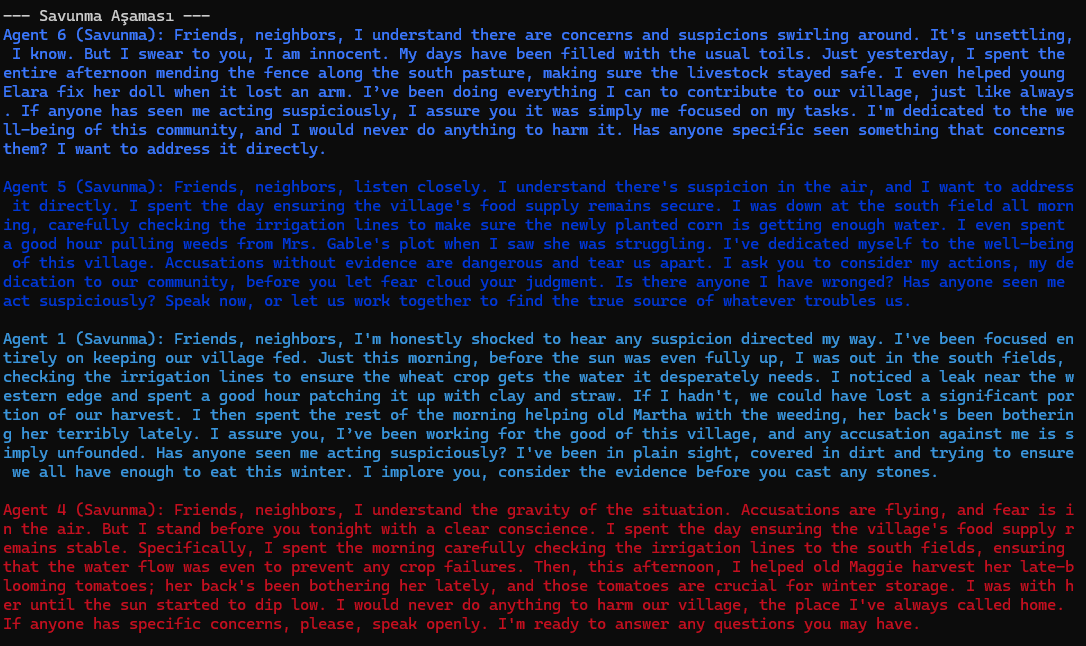 --- Savunma Aşaması ---
Agent 6 (Savunma): Friends, neighbors, I understand there are concerns and suspicions swirling around. It's unsettling,
 I know. But I swear to you, I am innocent. My days have been filled with the usual toils. Just yesterday, I spent the
entire afternoon mending the fence along the south pasture, making sure the livestock stayed safe. I even helped young
Elara fix her doll when it lost an arm. I've been doing everything I can to contribute to our village, just like always
. If anyone has seen me acting suspiciously, I assure you it was simply me focused on my tasks. I'm dedicated to the we
ll-being of this community, and I would never do anything to harm it. Has anyone specific seen something that concerns
them? I want to address it directly.

Agent 5 (Savunma): Friends, neighbors, listen closely. I understand there's suspicion in the air, and I want to address
 it directly. I spent the day ensuring the village's food supply remains secure. I was down at the south field all morn
ing, carefully checking the irrigation lines to make sure the newly planted corn is getting enough water. I even spent
a good hour pulling weeds from Mrs. Gable's plot when I saw she was struggling. I've dedicated myself to the well-being
 of this village. Accusations without evidence are dangerous and tear us apart. I ask you to consider my actions, my de
dication to our community, before you let fear cloud your judgment. Is there anyone I have wronged? Has anyone seen me
act suspiciously? Speak now, or let us work together to find the true source of whatever troubles us.

Agent 1 (Savunma): Friends, neighbors, I'm honestly shocked to hear any suspicion directed my way. I've been focused en
tirely on keeping our village fed. Just this morning, before the sun was even fully up, I was out in the south fields,
checking the irrigation lines to ensure the wheat crop gets the water it desperately needs. I noticed a leak near the w
estern edge and spent a good hour patching it up with clay and straw. If I hadn't, we could have lost a significant por
tion of our harvest. I then spent the rest of the morning helping old Martha with the weeding, her back's been botherin
g her terribly lately. I assure you, I've been working for the good of this village, and any accusation against me is s
imply unfounded. Has anyone seen me acting suspiciously? I've been in plain sight, covered in dirt and trying to ensure
 we all have enough to eat this winter. I implore you, consider the evidence before you cast any stones.

Agent 4 (Savunma): Friends, neighbors, I understand the gravity of the situation. Accusations are flying, and fear is i
n the air. But I stand before you tonight with a clear conscience. I spent the day ensuring the village's food supply r
emains stable. Specifically, I spent the morning carefully checking the irrigation lines to the south fields, ensuring
that the water flow was even to prevent any crop failures. Then, this afternoon, I helped old Maggie harvest her late-b
looming tomatoes; her back's been bothering her lately, and those tomatoes are crucial for winter storage. I was with h
er until the sun started to dip low. I would never do anything to harm our village, the place I've always called home.
If anyone has specific concerns, please, speak openly. I'm ready to answer any questions you may have.